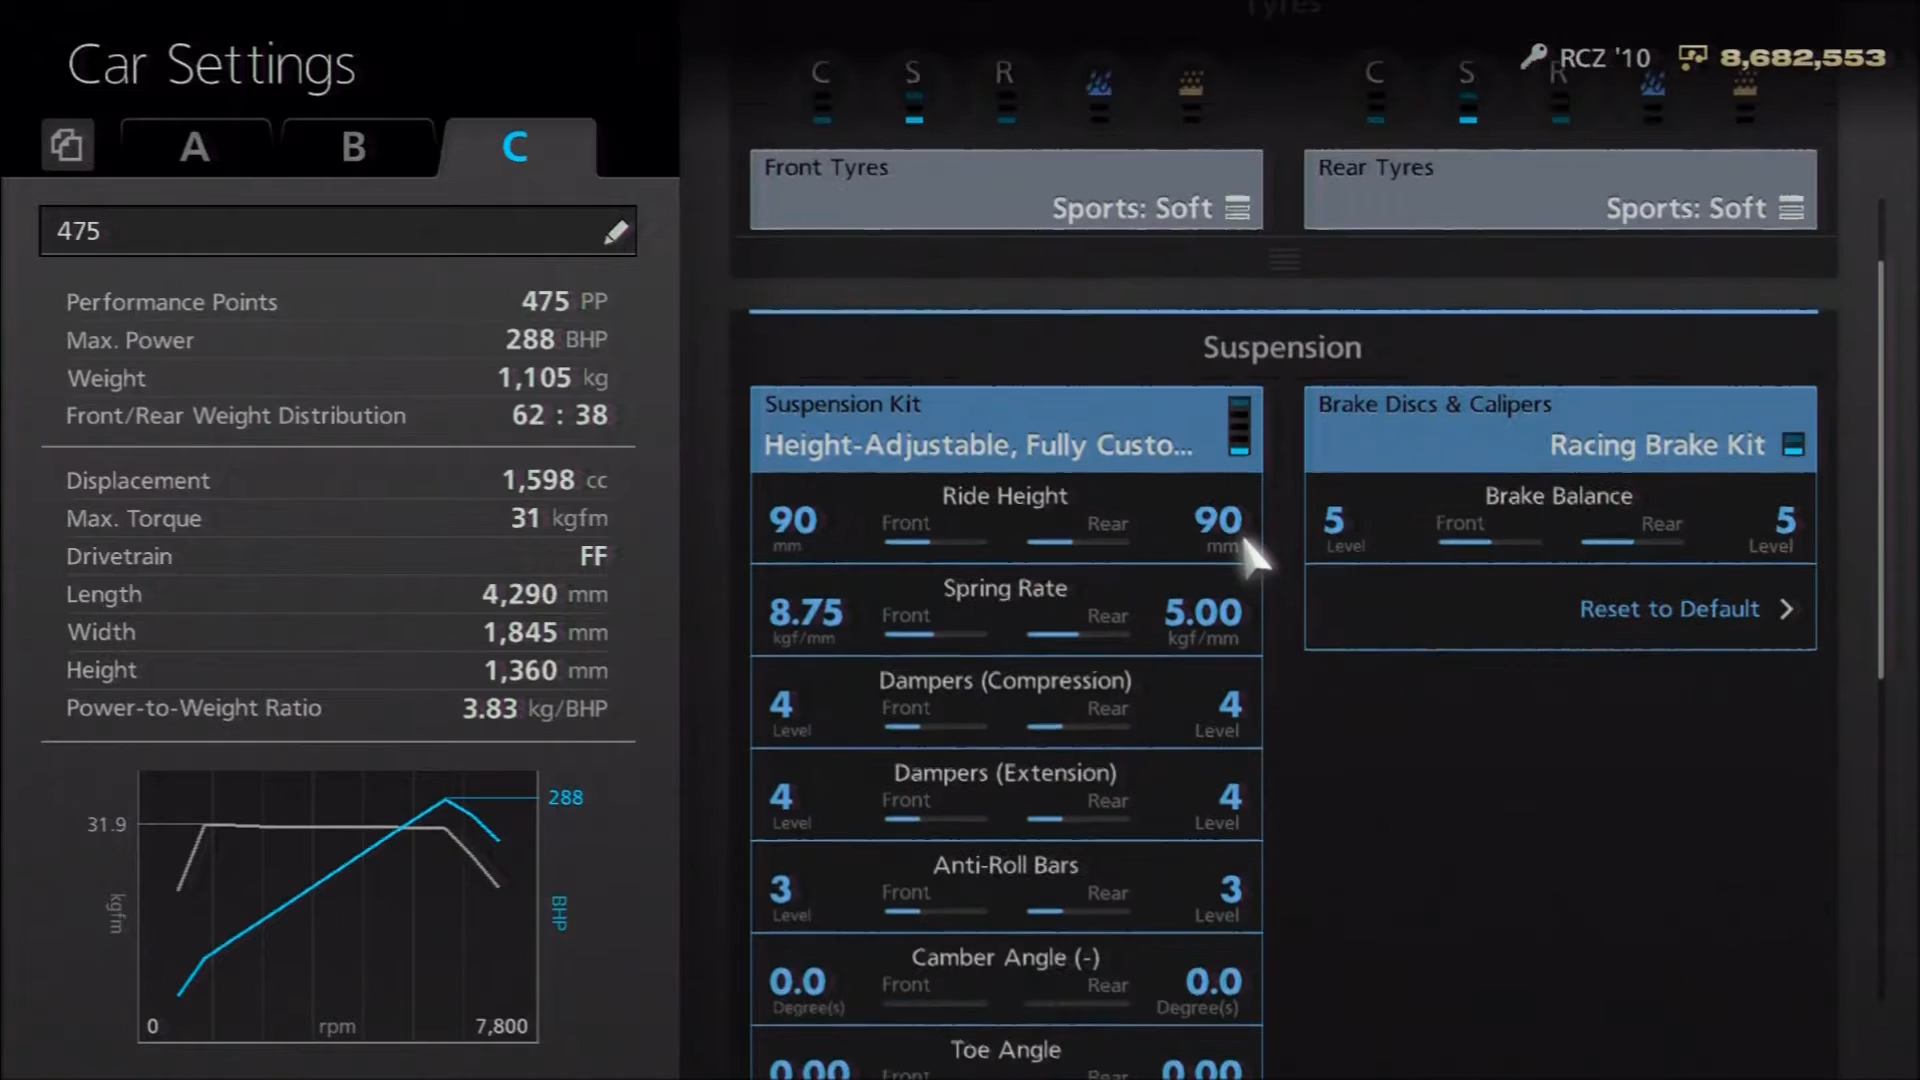 Tyres
Car Settings
RCZ '10
8,682,553
A
B
C
C
S
R
C
S
R
475
Front Tyres
Sports: Soft
Rear Tyres
Sports: Soft
Performance Points 475 PP
Max. Power 288 BHP
Weight 1,105 kg
Front/Rear Weight Distribution 62 : 38
Displacement 1,598 cc
Max. Torque 31 kgfm
Drivetrain FF
Length 4,290 mm
Width 1,845 mm
Height 1,360 mm
Power-to-Weight Ratio 3.83 kg/BHP
31.9
288
kgfm
BHP
0
rpm
7,800
Suspension
Suspension Kit
Height-Adjustable, Fully Custo...
Ride Height
90 mm Front Rear 90 mm
Spring Rate
8.75 kgf/mm Front Rear 5.00 kgf/mm
Dampers (Compression)
4 Level Front Rear 4 Level
Dampers (Extension)
4 Level Front Rear 4 Level
Anti-Roll Bars
3 Level Front Rear 3 Level
Camber Angle (-)
0.0 Degree(s) Front Rear 0.0 Degree(s)
Toe Angle
0.00 Front Rear 0.00
Brake Discs & Calipers
Racing Brake Kit
Brake Balance
5 Level Front Rear 5 Level
Reset to Default